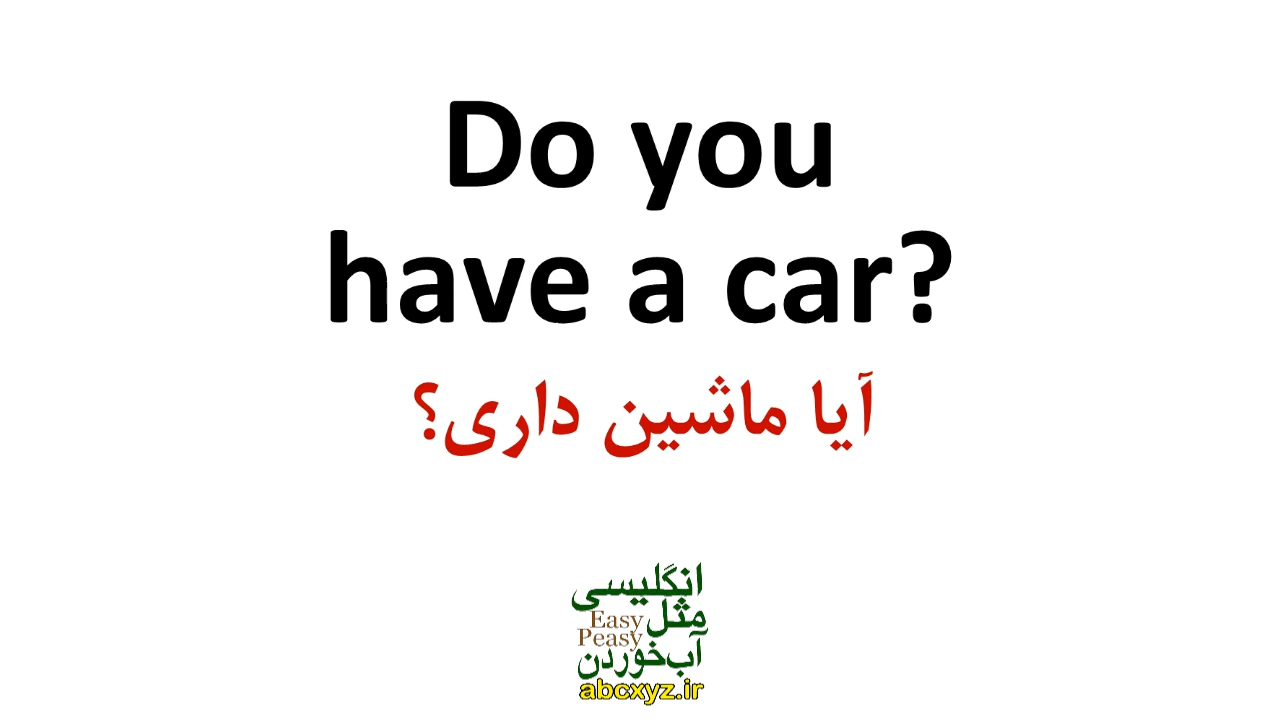 Do you
have a car?
آیا ماشین داری؟
انگلیسی
مثل
Easy
Peasy
آب‌خوردن
abcxyz.ir